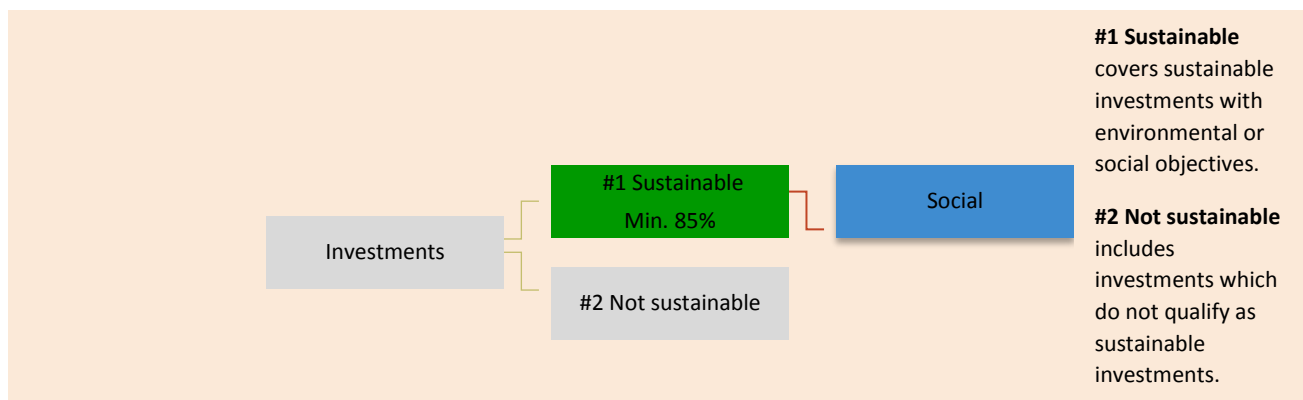 Investments
#1 Sustainable
Min. 85%
#2 Not sustainable
Social
#1 Sustainable
covers sustainable
investments with
environmental or
social objectives.
#2 Not sustainable
includes
investments which
do not qualify as
sustainable
investments.